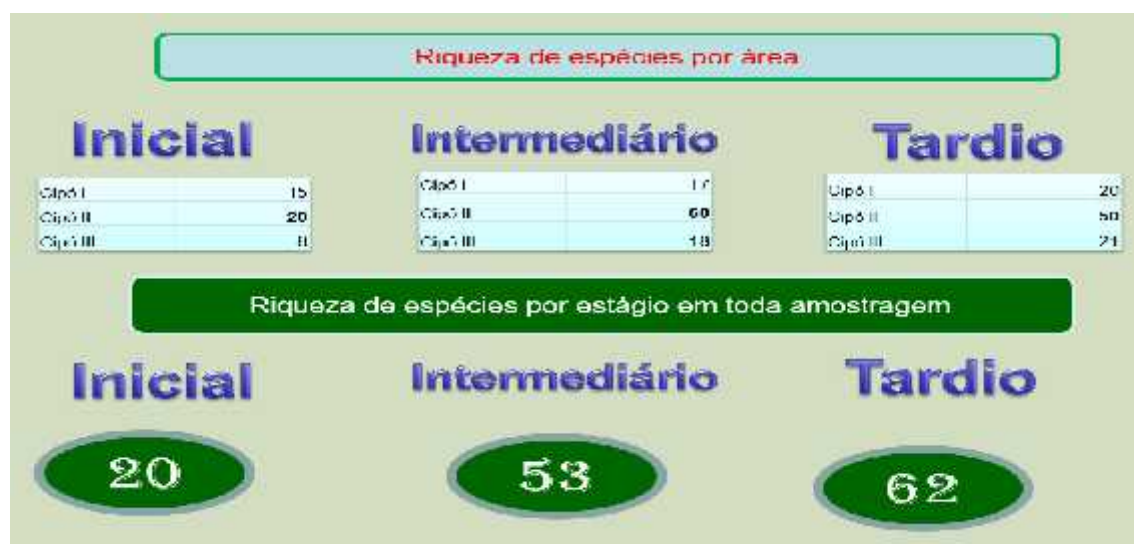 Riqueza de espécies por área
Inicial
Intermediário
Tardio
Cipó I 15
Cipó II 20
Cipó III
Cipó I 17
Cipó II 60
Cipó III 18
Cipó I 20
Cipó II 50
Cipó III 21
Riqueza de espécies por estágio em toda amostragem
Inicial
Intermediário
Tardio
20
53
62